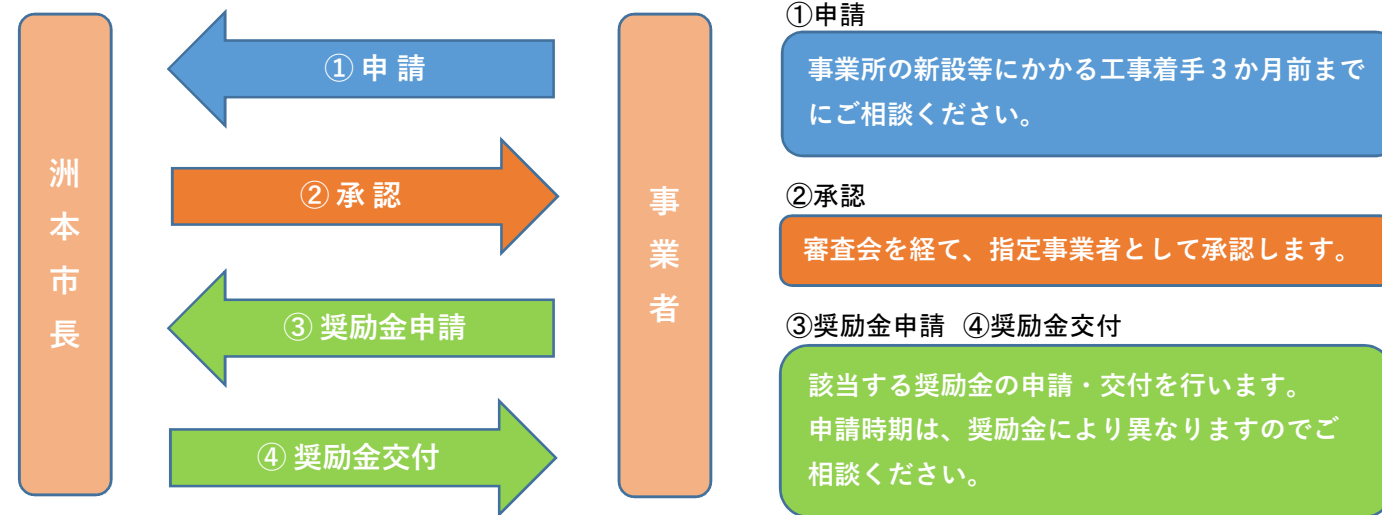 洲本市長
① 申 請
② 承 認
③ 奨励金申請
④ 奨励金交付
事業者
①申請
事業所の新設等にかかる工事着手３か月前まで
にご相談ください。
②承認
審査会を経て、指定事業者として承認します。
③奨励金申請 ④奨励金交付
該当する奨励金の申請・交付を行います。
申請時期は、奨励金により異なりますのでご
相談ください。